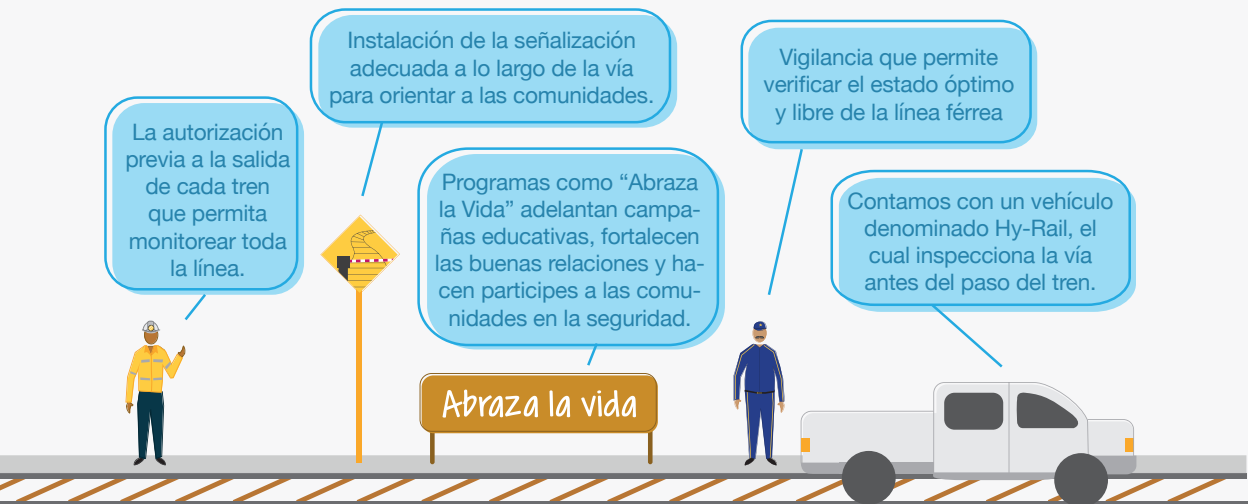 La autorización
previa a la salida
de cada tren
que permita
monitorear toda
la línea.
Instalación de la señalización
adecuada a lo largo de la vía
para orientar a las comunidades.
Programas como “Abraza
la Vida” adelantan campa-
ñas educativas, fortalecen
las buenas relaciones y ha-
cen participes a las comu-
nidades en la seguridad.
Abraza la vida
Vigilancia que permite
verificar el estado óptimo
y libre de la línea férrea
Contamos con un vehículo
denominado Hy-Rail, el
cual inspecciona la vía
antes del paso del tren.